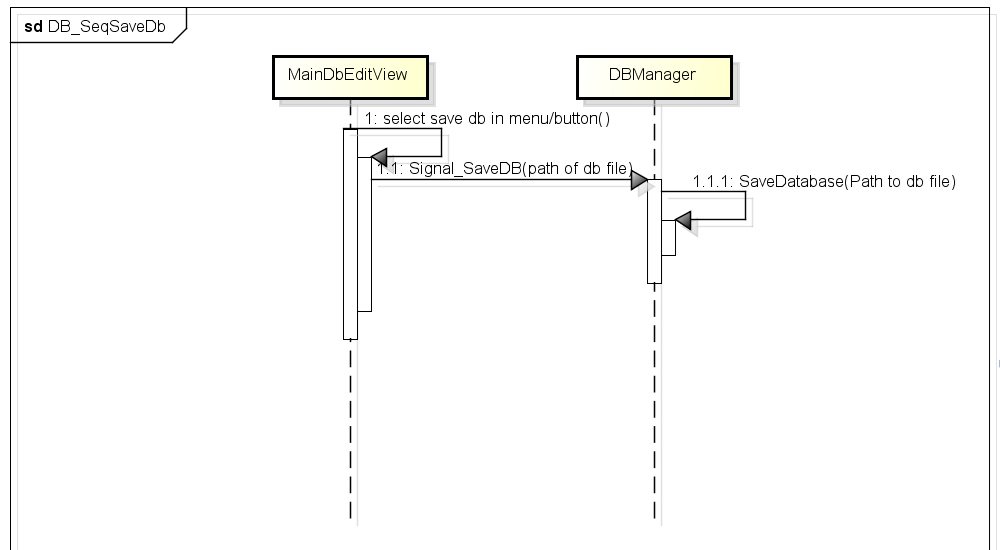 sd DB_SeqSaveDb
MainDbEditView
DBManager
1: select save db in menu/button()
1.1: Signal_SaveDB(path of db file)
1.1.1: SaveDatabase(Path to db file)